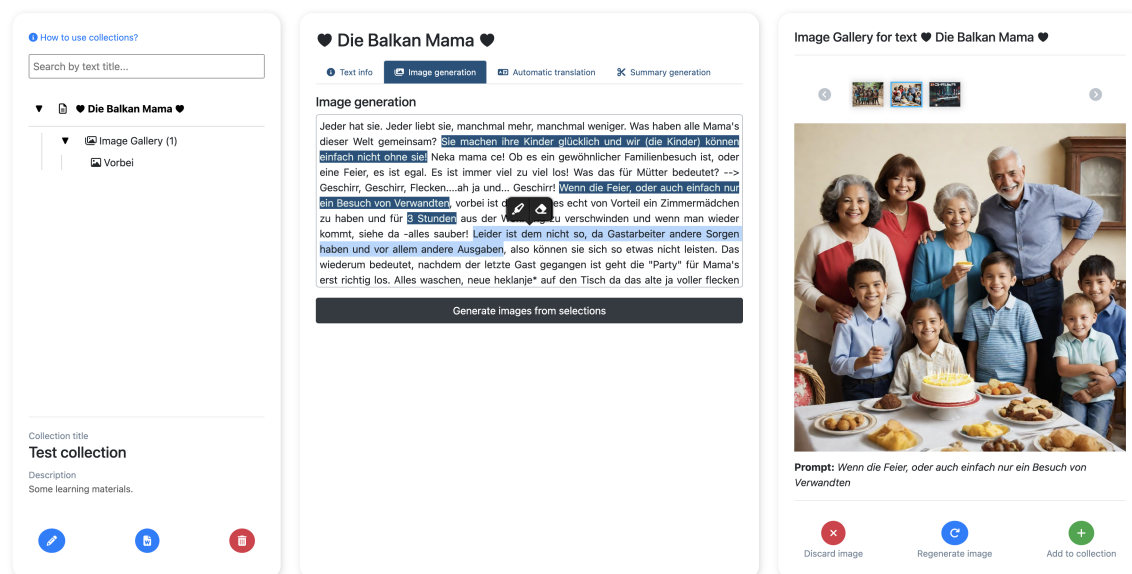 How to use collections?
Search by text title...
▼ ♥ Die Balkan Mama ♥
▼ Image Gallery (1)
Vorbei
Collection title
Test collection
Description
Some learning materials.
♥ Die Balkan Mama ♥
Text info Image generation Automatic translation Summary generation
Image generation
Jeder hat sie. Jeder liebt sie, manchmal mehr, manchmal weniger. Was haben alle Mama's
dieser Welt gemeinsam? Sie machen ihre Kinder glücklich und wir (die Kinder) können
einfach nicht ohne sie! Neka mama ce! Ob es ein gewöhnlicher Familienbesuch ist, oder
eine Feier, es ist egal. Es ist immer viel zu viel los! Was das für Mütter bedeutet? -->
Geschirr, Geschirr, Flecken....ah ja und... Geschirr! Wenn die Feier, oder auch einfach nur
ein Besuch von Verwandten, vorbei ist es echt von Vorteil ein Zimmermädchen
zu haben und für 3 Stunden aus der zu verschwinden und wenn man wieder
kommt, siehe da -alles sauber! Leider ist dem nicht so, da Gastarbeiter andere Sorgen
haben und vor allem andere Ausgaben, also können sie sich so etwas nicht leisten. Das
wiederum bedeutet, nachdem der letzte Gast gegangen ist geht die "Party" für Mama's
erst richtig los. Alles waschen, neue heklanje* auf den Tisch da das alte ja voller flecken
Generate images from selections
Image Gallery for text ♥ Die Balkan Mama ♥
Prompt: Wenn die Feier, oder auch einfach nur ein Besuch von
Verwandten
Discard image Regenerate image Add to collection